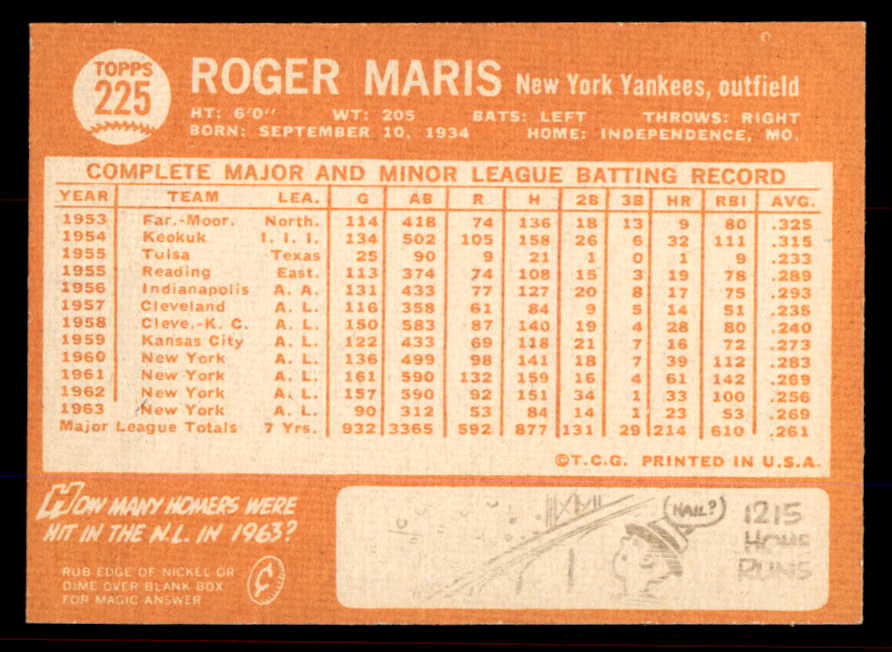 TOPPS
225
ROGER MARIS New York Yankees, outfield
HT: 6'0" WT: 205 BATS: LEFT THROWS: RIGHT
BORN: SEPTEMBER 10, 1934 HOME: INDEPENDENCE, MO.
COMPLETE MAJOR AND MINOR LEAGUE BATTING RECORD
YEAR TEAM LEA. G AB R H 2B 3B HR RBI AVG.
1953 Far.-Moor. North. 114 418 74 136 18 13 9 80 .325
1954 Keokuk I. I. I. 134 502 105 158 26 6 32 111 .315
1955 Tulsa Texas 25 90 9 21 1 0 1 9 .233
1955 Reading East. 113 374 74 108 15 3 19 78 .289
1956 Indianapolis A. A. 131 433 77 127 20 8 17 75 .293
1957 Cleveland A. L. 116 358 61 84 9 5 14 51 .235
1958 Cleve.-K. C. A. L. 150 583 87 140 19 4 28 80 .240
1959 Kansas City A. L. 122 433 69 118 21 7 16 72 .273
1960 New York A. L. 136 499 98 141 18 7 39 112 .283
1961 New York A. L. 161 590 132 159 16 4 61 142 .269
1962 New York A. L. 157 590 92 151 34 1 33 100 .256
1963 New York A. L. 90 312 53 84 14 1 23 53 .269
Major League Totals 7 Yrs. 932 3365 592 877 131 29 214 610 .261
©T.C.G. PRINTED IN U.S.A.
HOW MANY HOMERS WERE
HIT IN THE N.L. IN 1963?
RUB EDGE OF NICKEL OR
DIME OVER BLANK BOX
FOR MAGIC ANSWER
¢
HAIL?
1215
HOME
RUNS